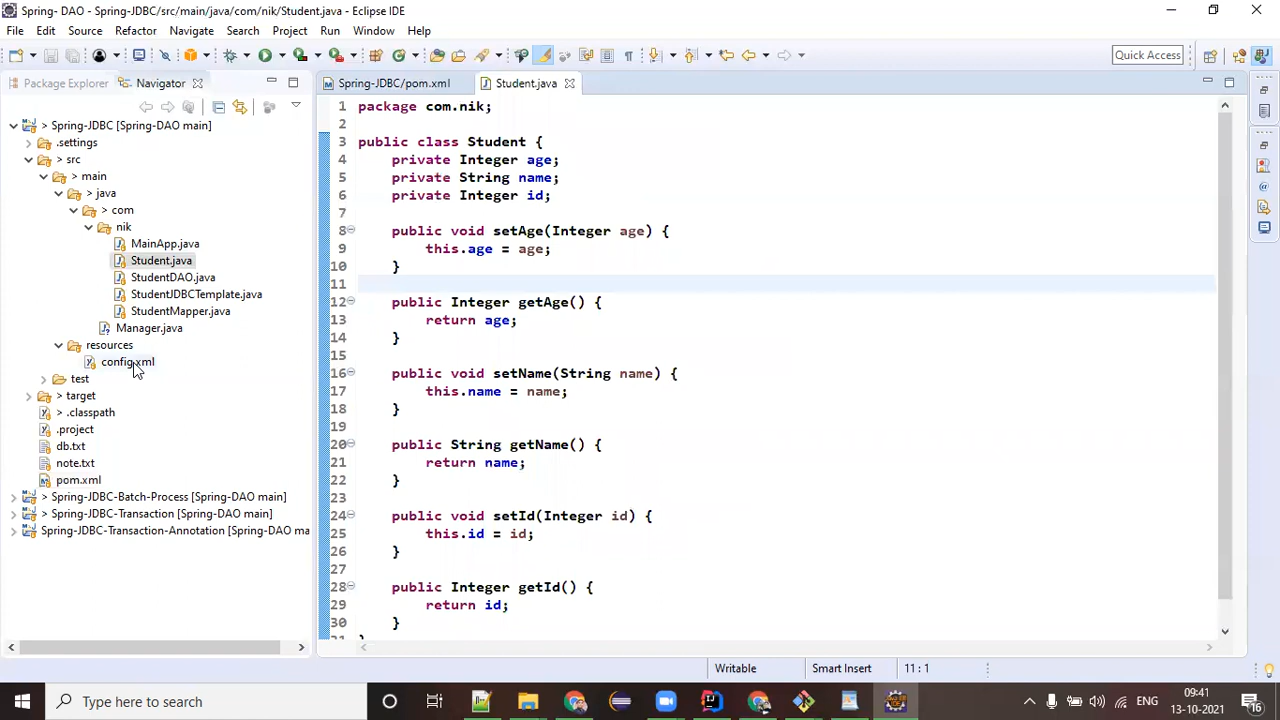 Spring- DAO - Spring-JDBC/src/main/java/com/nik/Student.java - Eclipse IDE
File Edit Source Refactor Navigate Search Project Run Window Help
Quick Access
Package Explorer Navigator
Spring-JDBC/pom.xml Student.java
> Spring-JDBC [Spring-DAO main]
.settings
> src
> main
> java
> com
nik
MainApp.java
Student.java
StudentDAO.java
StudentJDBCTemplate.java
StudentMapper.java
Manager.java
resources
config.xml
test
> target
> .classpath
.project
db.txt
note.txt
pom.xml
> Spring-JDBC-Batch-Process [Spring-DAO main]
> Spring-JDBC-Transaction [Spring-DAO main]
Spring-JDBC-Transaction-Annotation [Spring-DAO ma
1 package com.nik;
2
3 public class Student {
4 private Integer age;
5 private String name;
6 private Integer id;
7
8 public void setAge(Integer age) {
9 this.age = age;
10 }
11
12 public Integer getAge() {
13 return age;
14 }
15
16 public void setName(String name) {
17 this.name = name;
18 }
19
20 public String getName() {
21 return name;
22 }
23
24 public void setId(Integer id) {
25 this.id = id;
26 }
27
28 public Integer getId() {
29 return id;
30 }
31 }
Writable Smart Insert 11 : 1
Type here to search
ENG
09:41
13-10-2021
16